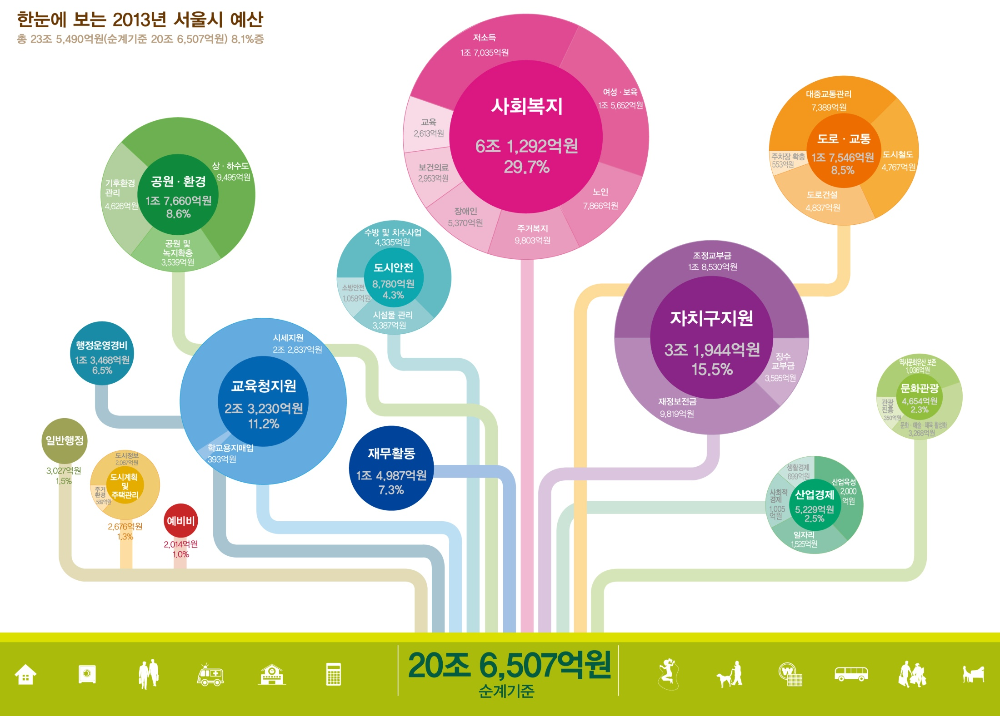 한눈에 보는 2013년 서울시 예산
총 23조 5,490억원(순계기준 20조 6,507억원) 8.1%증
저소득
1조 7,035억원
여성 · 보육
1조 5,652억원
교육
2,613억원
사회복지
6조 1,292억원
29.7%
보건의료
2,953억원
노인
7,866억원
장애인
5,370억원
주거복지
9,803억원
대중교통관리
7,389억원
도로 · 교통
1조 7,546억원
8.5%
주차장 확충
553억원
도시철도
4,767억원
도로건설
4,837억원
상 · 하수도
9,495억원
기후환경
관리
4,626억원
공원 · 환경
1조 7,660억원
8.6%
공원 및
녹지확충
3,539억원
수방 및 치수사업
4,335억원
도시안전
8,780억원
4.3%
소방안전
1,058억원
시설물 관리
3,387억원
조정교부금
1조 8,530억원
자치구지원
3조 1,944억원
15.5%
징수
교부금
3,595억원
재정보전금
9,819억원
행정운영경비
1조 3,468억원
6.5%
시세지원
2조 2,837억원
교육청지원
2조 3,230억원
11.2%
학교용지매입
393억원
역사문화유산 보존
1,036억원
문화관광
4,654억원
2.3%
관광
진흥
350억원
문화 · 예술 · 체육 활성화
3,268억원
일반행정
3,027억원
1.5%
도시정보
2,087억원
도시계획
및
주택관리
주거
환경
589억원
2,676억원
1.3%
예비비
2,014억원
1.0%
재무활동
1조 4,987억원
7.3%
생활경제
699억원
산업육성
2,000
억원
사회적
경제
1,005
억원
산업경제
5,229억원
2.5%
일자리
1,525억원
20조 6,507억원
순계기준